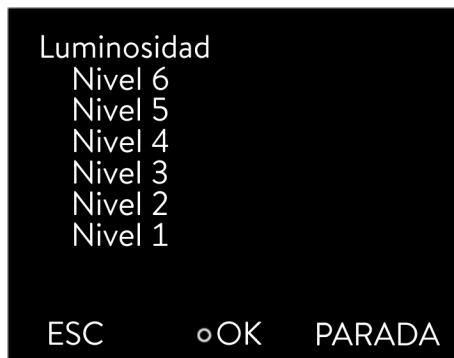 Luminosidad
Nivel 6
Nivel 5
Nivel 4
Nivel 3
Nivel 2
Nivel 1
ESC OK PARADA